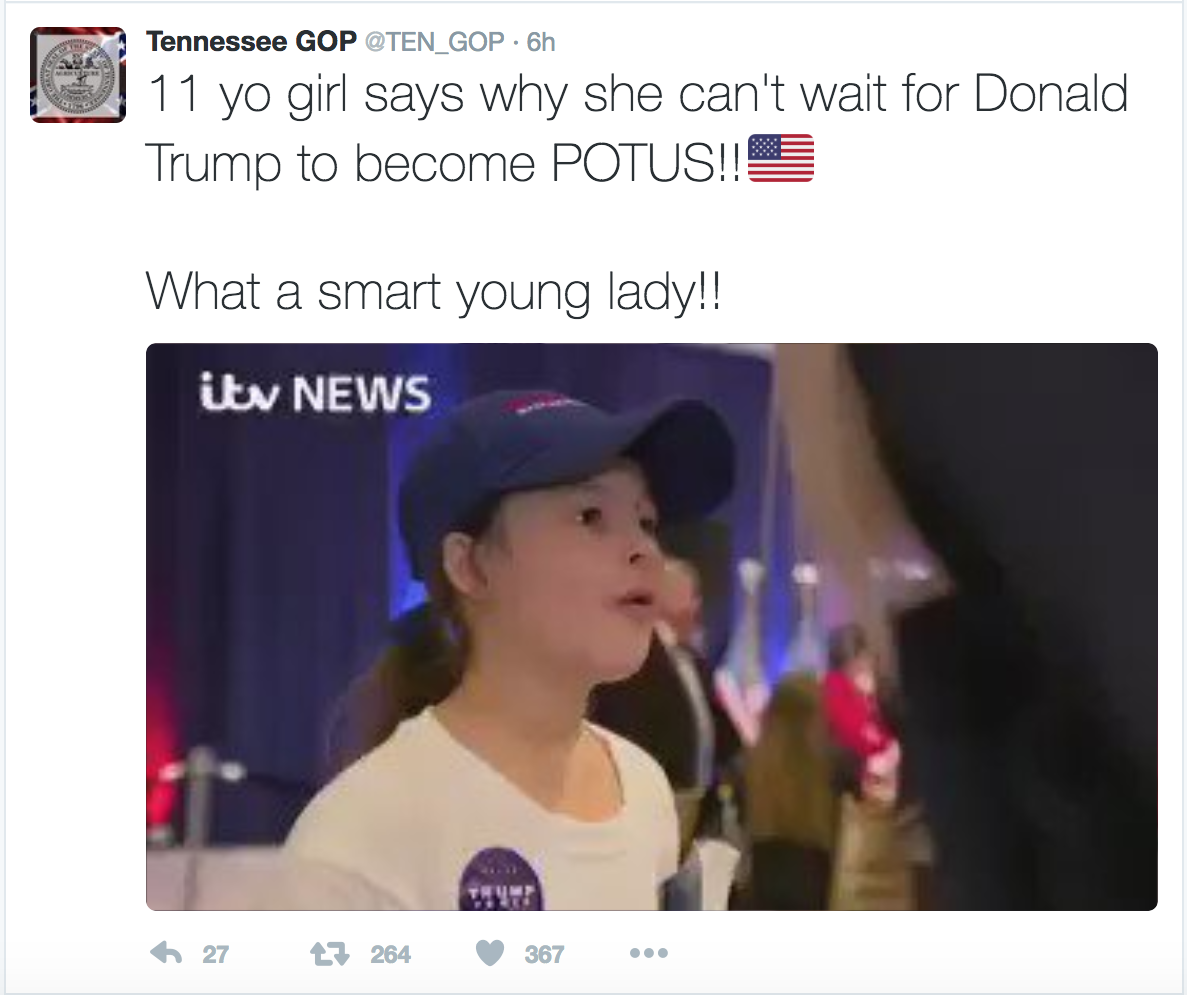 Tennessee GOP @TEN_GOP · 6h
11 yo girl says why she can't wait for Donald
Trump to become POTUS!!🇺🇸
What a smart young lady!!
itv NEWS
TRUMP
27 264 367 •••